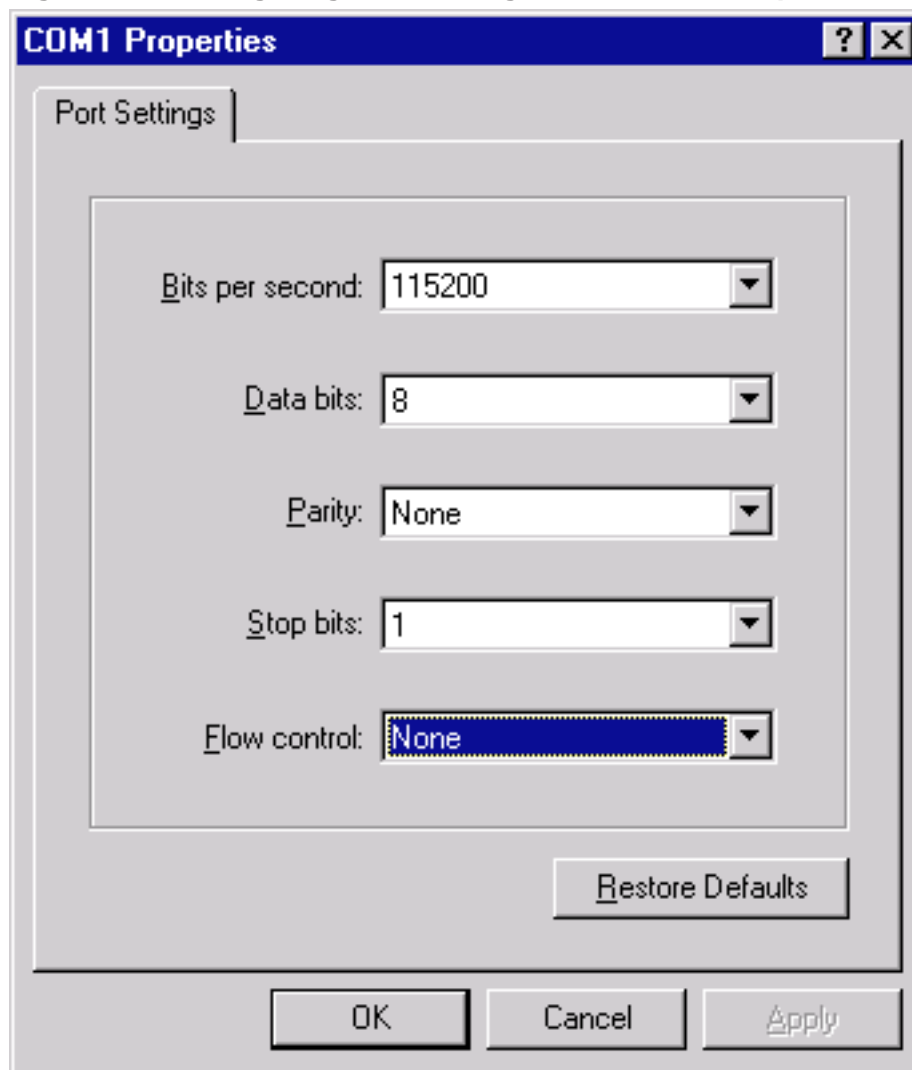 COM1 Properties
Port Settings
Bits per second: 115200
Data bits: 8
Parity: None
Stop bits: 1
Flow control: None
Restore Defaults
OK Cancel Apply